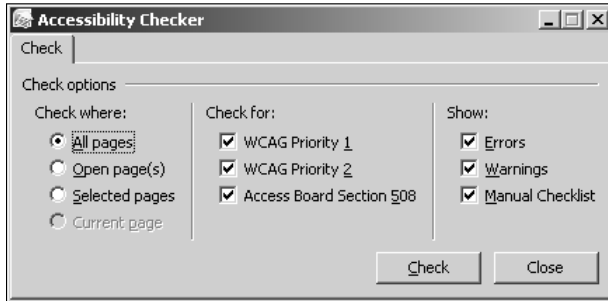 Accessibility Checker
Check
Check options
Check where:
All pages
Open page(s)
Selected pages
Current page
Check for:
WCAG Priority 1
WCAG Priority 2
Access Board Section 508
Show:
Errors
Warnings
Manual Checklist
Check
Close